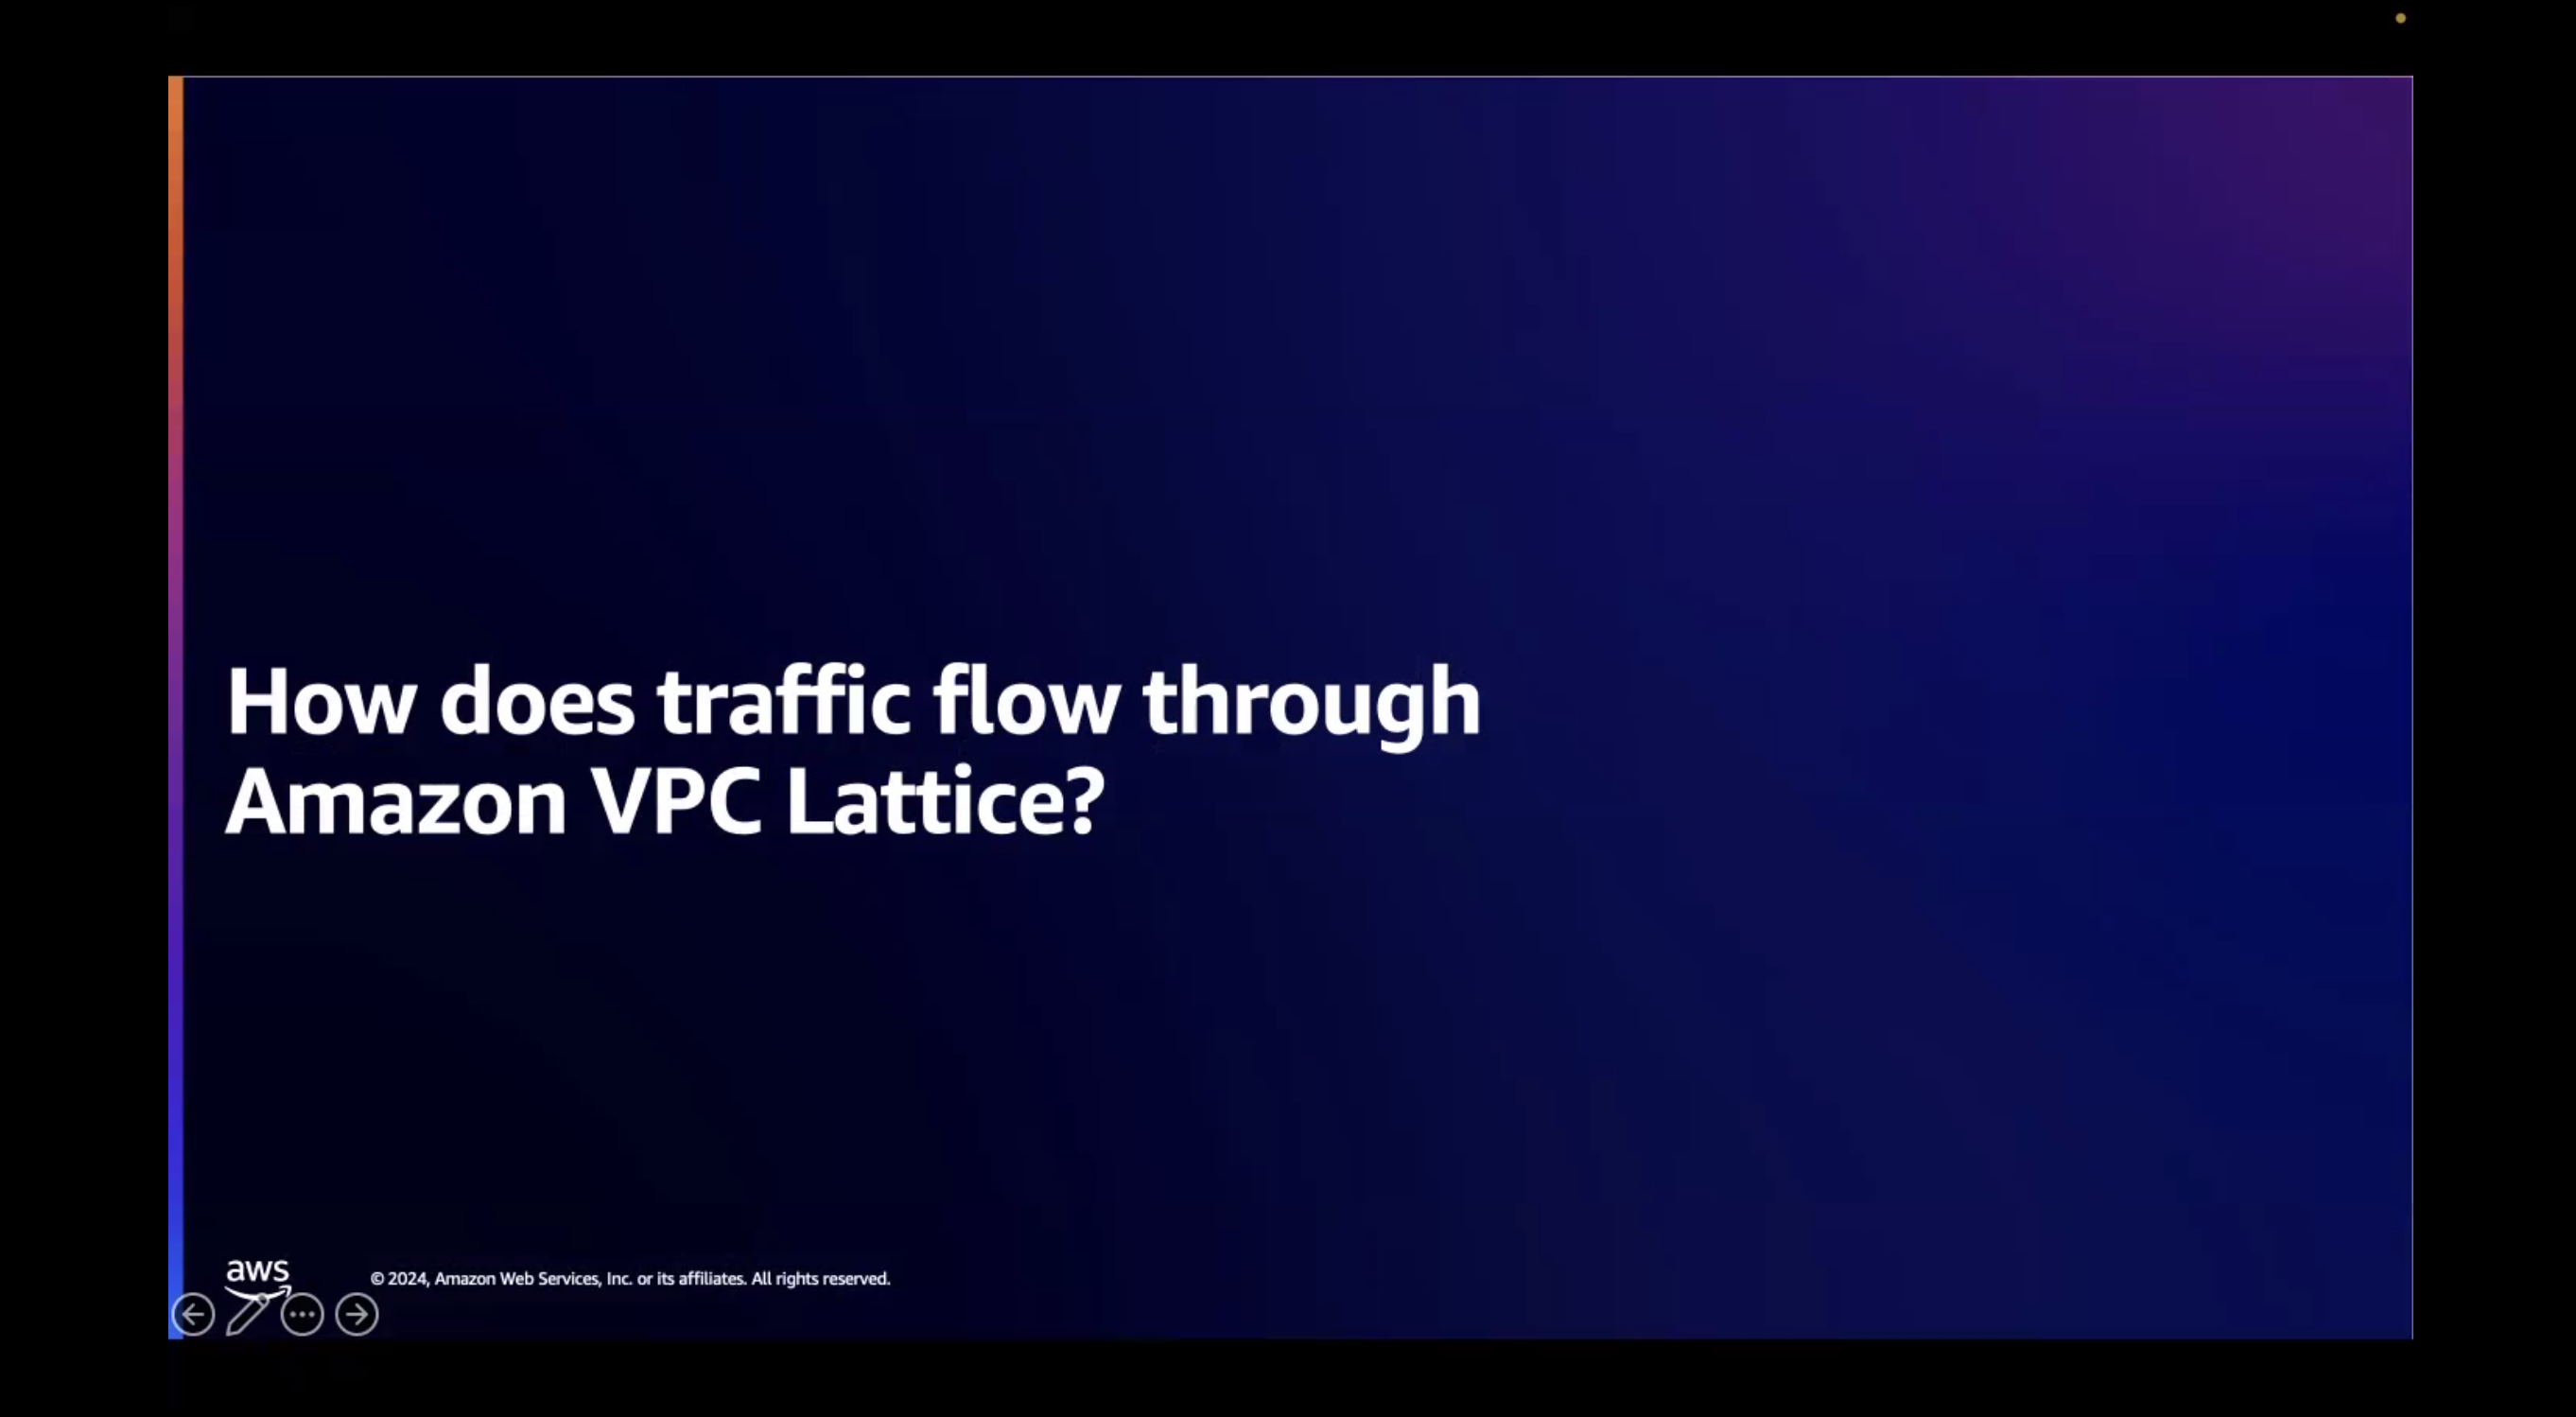 How does traffic flow through
Amazon VPC Lattice?
aws
© 2024, Amazon Web Services, Inc. or its affiliates. All rights reserved.